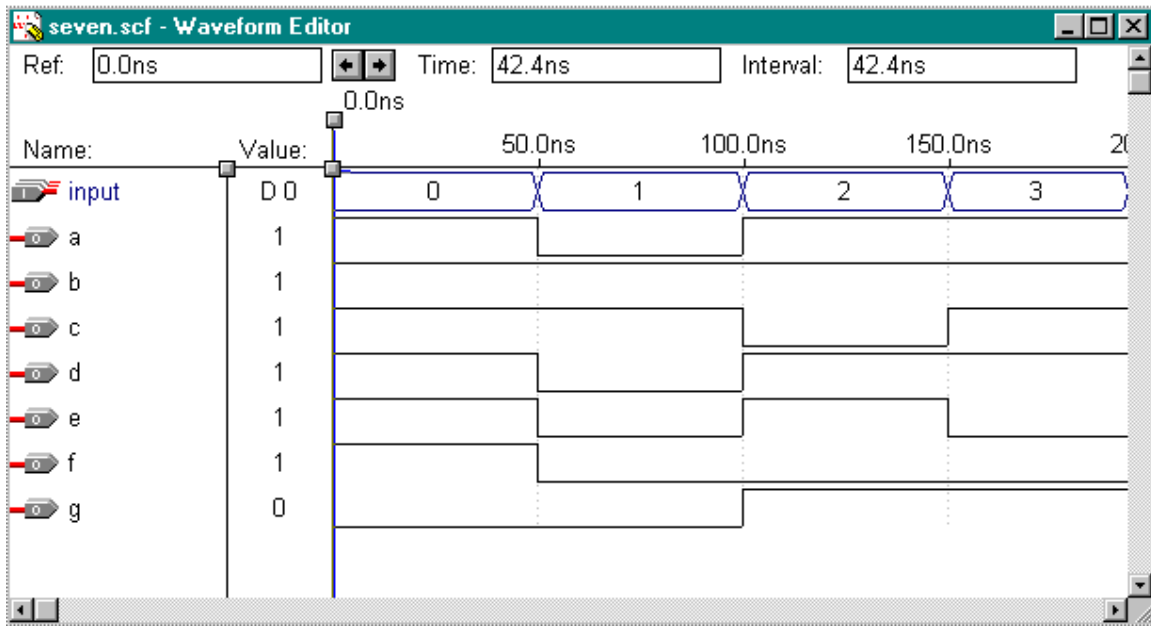 seven.scf - Waveform Editor
Ref: 0.0ns Time: 42.4ns Interval: 42.4ns
0.0ns
Name: Value: 50.0ns 100.0ns 150.0ns 20
input D 0 0 1 2 3
a 1
b 1
c 1
d 1
e 1
f 1
g 0